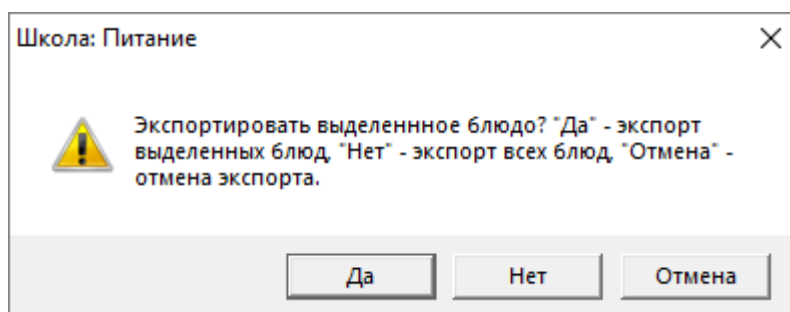 Школа: Питание
Экспортировать выделеннное блюдо? "Да" - экспорт
выделенных блюд, "Нет" - экспорт всех блюд, "Отмена" -
отмена экспорта.
Да
Нет
Отмена